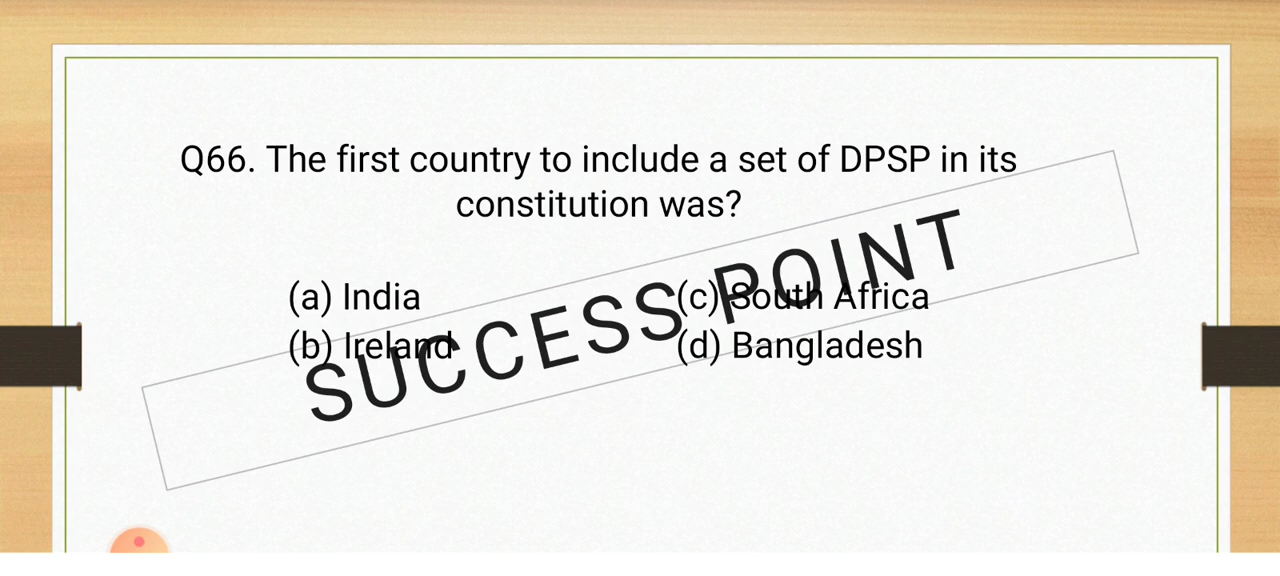 Q66. The first country to include a set of DPSP in its
constitution was?
(a) India
(b) Ireland
(c) South Africa
(d) Bangladesh
SUCCESS POINT